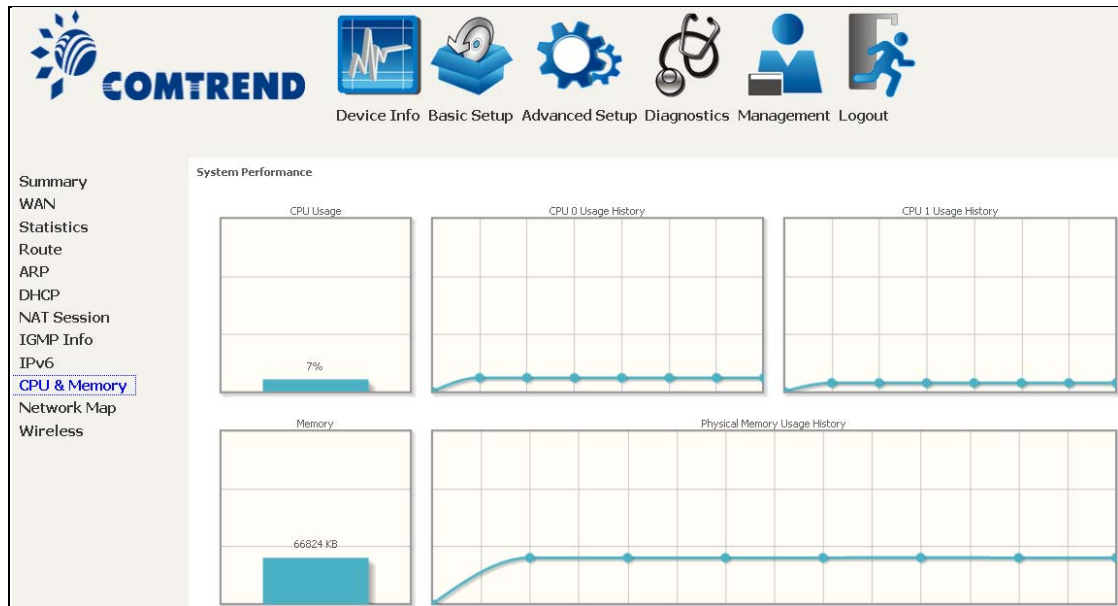 COMTREND
Device Info Basic Setup Advanced Setup Diagnostics Management Logout
Summary
WAN
Statistics
Route
ARP
DHCP
NAT Session
IGMP Info
IPv6
CPU & Memory
Network Map
Wireless
System Performance
CPU Usage
7%
CPU 0 Usage History
CPU 1 Usage History
Memory
66824 KB
Physical Memory Usage History